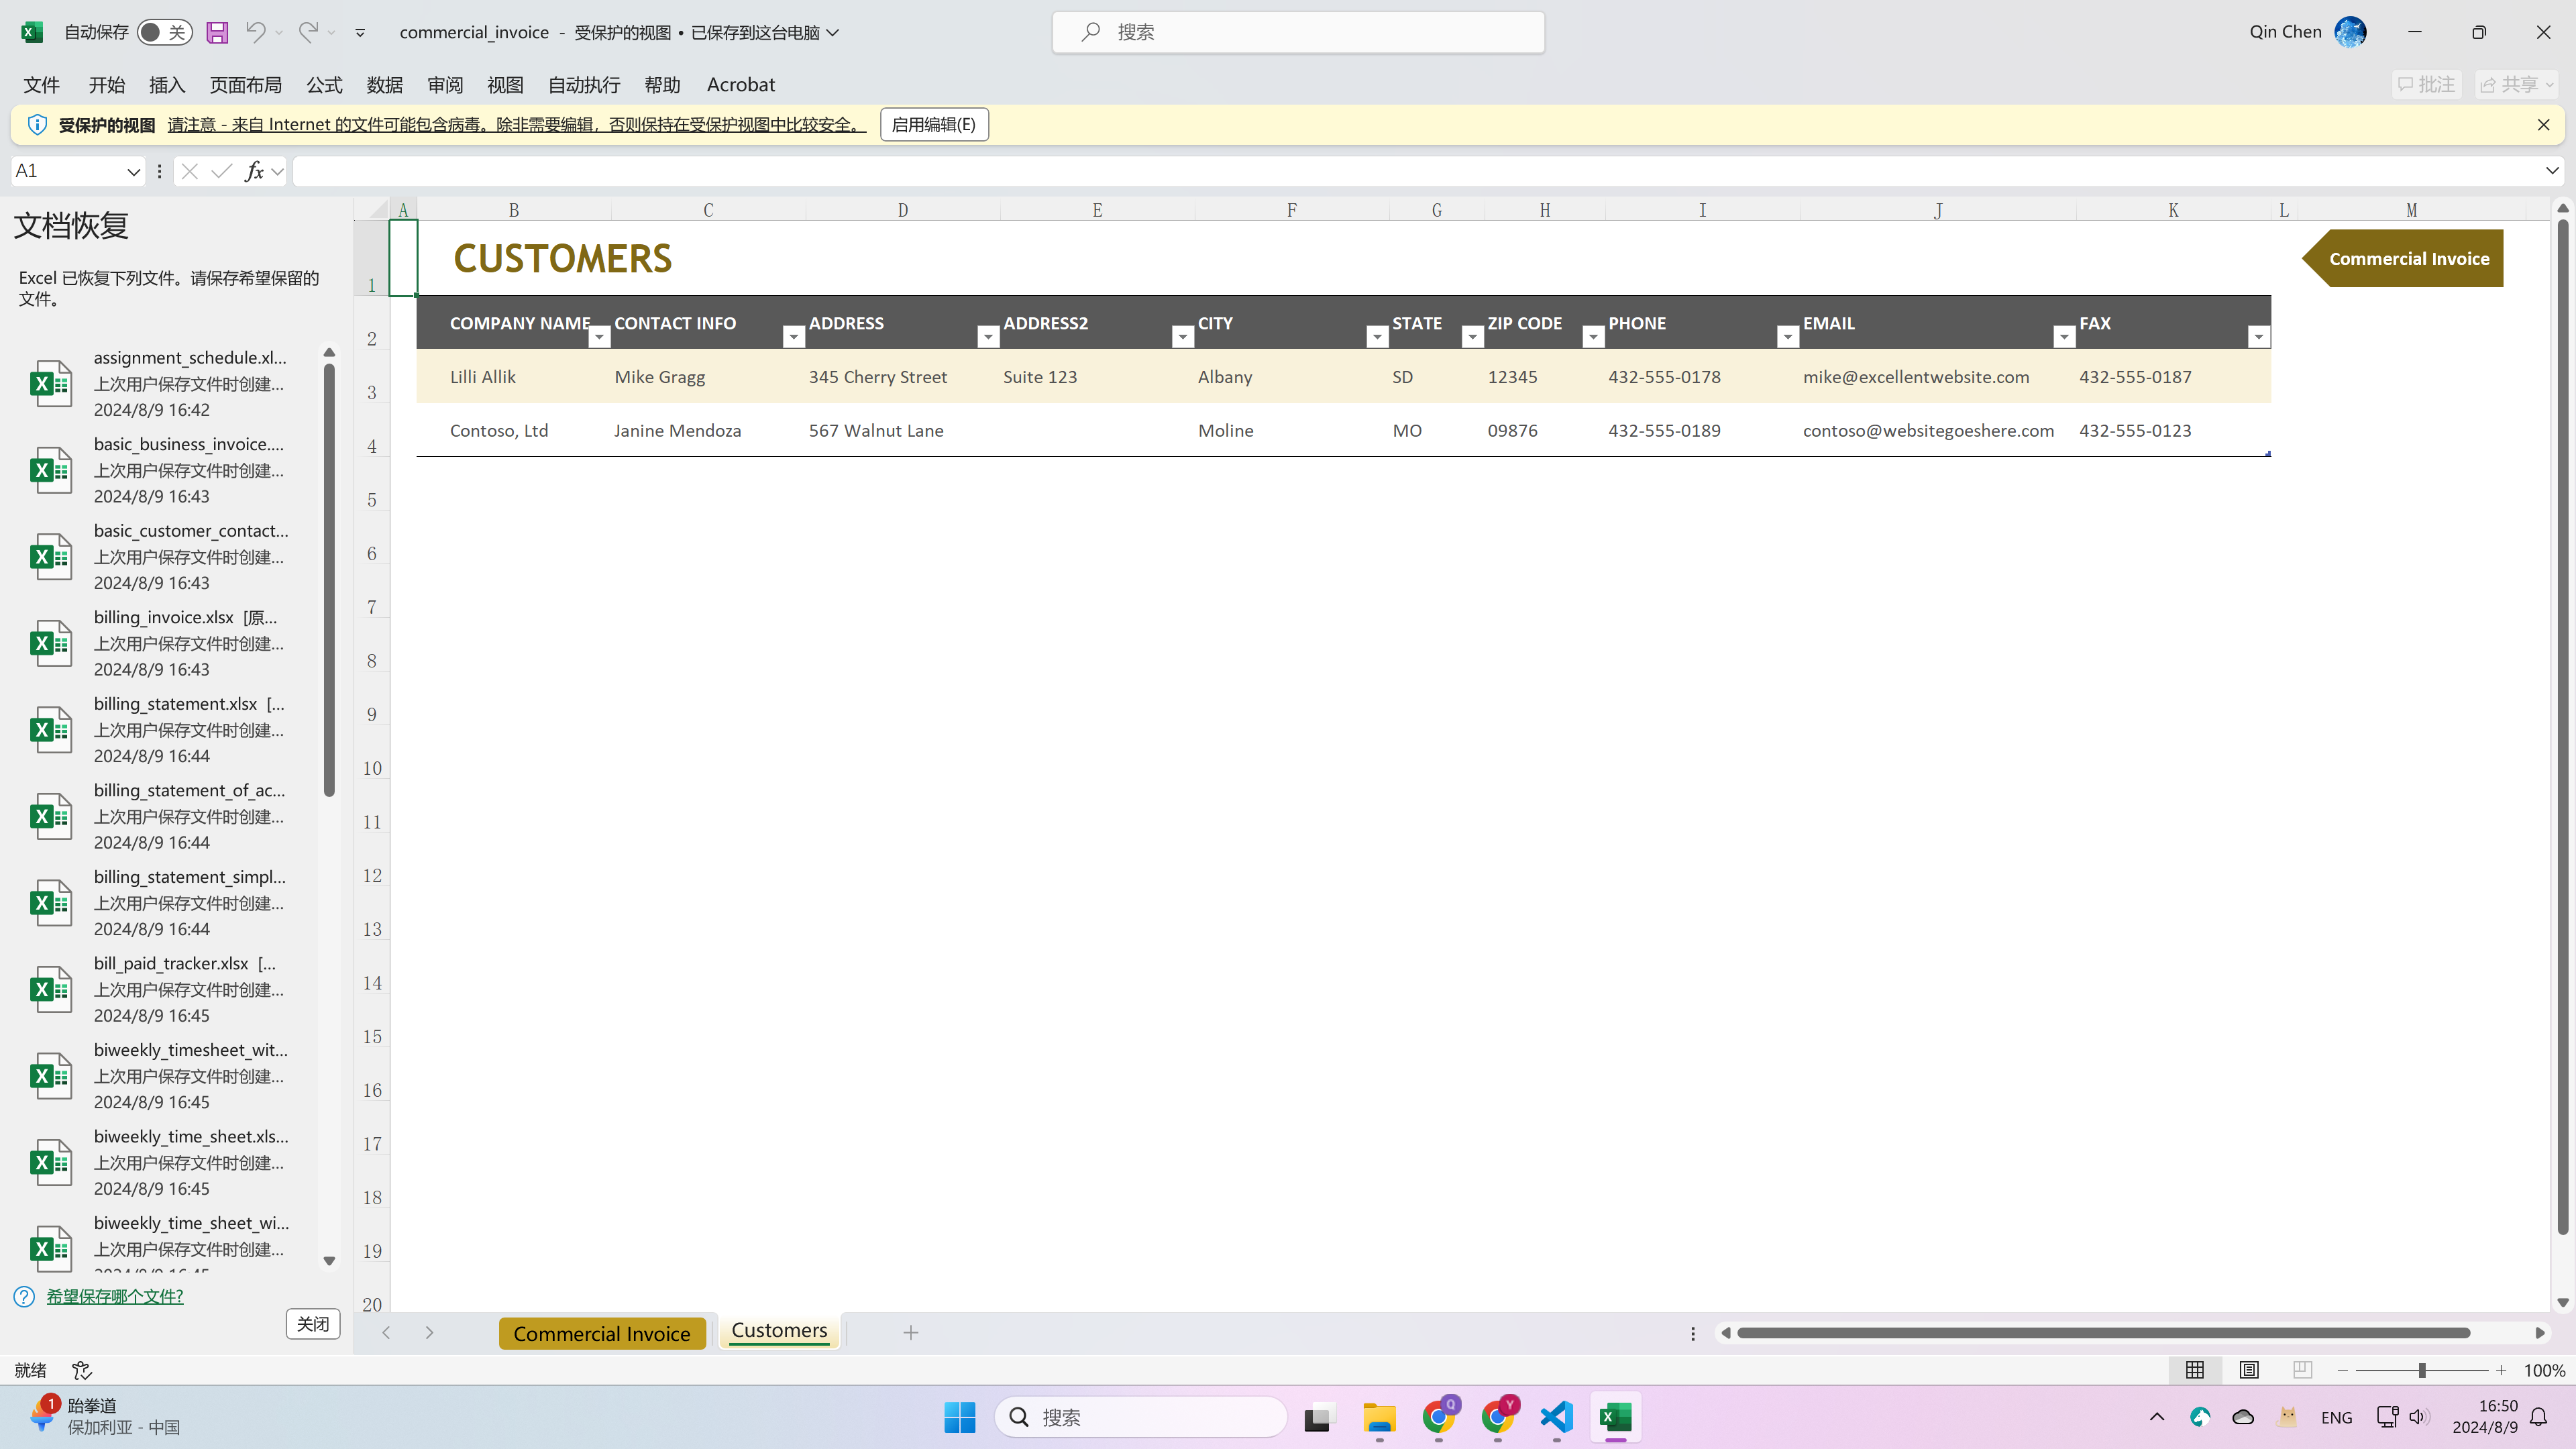 自动保存 关 commercial_invoice - 受保护的视图 • 已保存到这台电脑 搜索 Qin Chen
文件 开始 插入 页面布局 公式 数据 审阅 视图 自动执行 帮助 Acrobat 批注 共享
受保护的视图 请注意 - 来自 Internet 的文件可能包含病毒。除非需要编辑，否则保持在受保护视图中比较安全。 启用编辑(E)
A1 fx
文档恢复
Excel 已恢复下列文件。请保存希望保留的
文件。
assignment_schedule.xl...
上次用户保存文件时创建...
2024/8/9 16:42
basic_business_invoice....
上次用户保存文件时创建...
2024/8/9 16:43
basic_customer_contact...
上次用户保存文件时创建...
2024/8/9 16:43
billing_invoice.xlsx [原...
上次用户保存文件时创建...
2024/8/9 16:43
billing_statement.xlsx [...
上次用户保存文件时创建...
2024/8/9 16:44
billing_statement_of_ac...
上次用户保存文件时创建...
2024/8/9 16:44
billing_statement_simpl...
上次用户保存文件时创建...
2024/8/9 16:44
bill_paid_tracker.xlsx [...
上次用户保存文件时创建...
2024/8/9 16:45
biweekly_timesheet_wit...
上次用户保存文件时创建...
2024/8/9 16:45
biweekly_time_sheet.xls...
上次用户保存文件时创建...
2024/8/9 16:45
biweekly_time_sheet_wi...
上次用户保存文件时创建...
2024/8/9 16:45
希望保存哪个文件?
关闭
A B C D E F G H I J K L M
1 CUSTOMERS Commercial Invoice
2 COMPANY NAME CONTACT INFO ADDRESS ADDRESS2 CITY STATE ZIP CODE PHONE EMAIL FAX
3 Lilli Allik Mike Gragg 345 Cherry Street Suite 123 Albany SD 12345 432-555-0178 mike@excellentwebsite.com 432-555-0187
4 Contoso, Ltd Janine Mendoza 567 Walnut Lane Moline MO 09876 432-555-0189 contoso@websitegoeshere.com 432-555-0123
5
6
7
8
9
10
11
12
13
14
15
16
17
18
19
20
Commercial Invoice Customers
就绪 100%
1 跆拳道
保加利亚 - 中国
搜索 Q Y ENG 16:50
2024/8/9